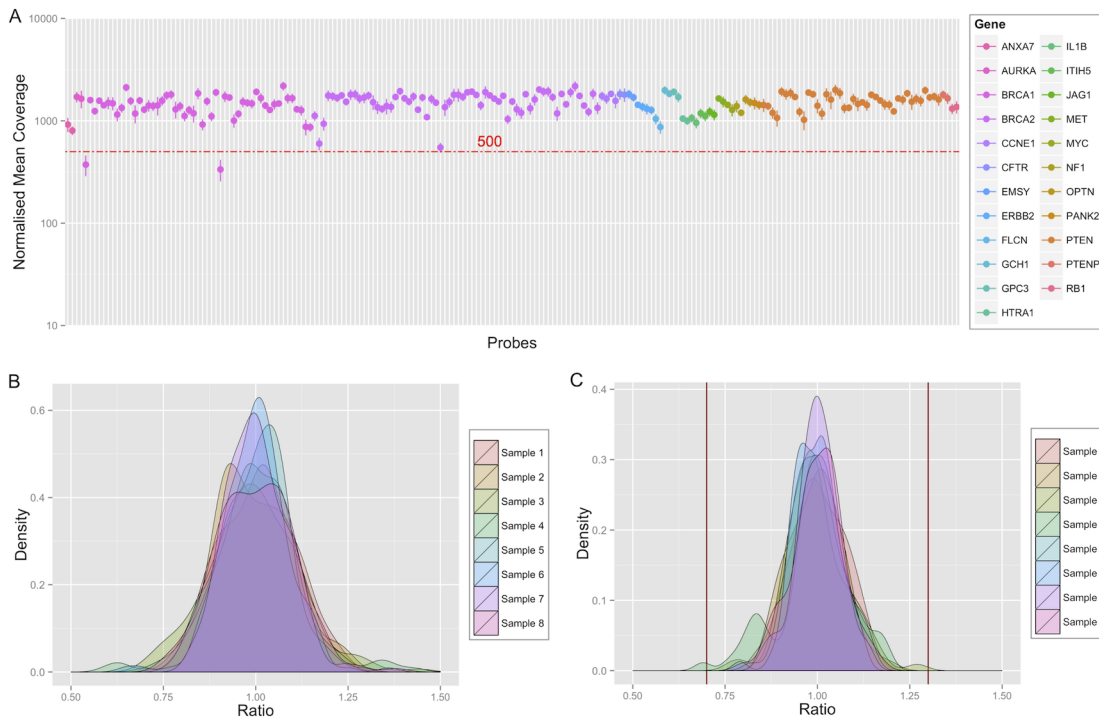 A
10000
1000
100
10
Normalised Mean Coverage
500
Probes
Gene
ANXA7
AURKA
BRCA1
BRCA2
CCNE1
CFTR
EMSY
ERBB2
FLCN
GCH1
GPC3
HTRA1
IL1B
ITIH5
JAG1
MET
MYC
NF1
OPTN
PANK2
PTEN
PTENP
RB1
B
0.6
0.4
0.2
0.0
Density
0.50 0.75 1.00 1.25 1.50
Ratio
Sample 1
Sample 2
Sample 3
Sample 4
Sample 5
Sample 6
Sample 7
Sample 8
C
0.4
0.3
0.2
0.1
0.0
Density
0.50 0.75 1.00 1.25 1.50
Ratio
Sample
Sample
Sample
Sample
Sample
Sample
Sample
Sample